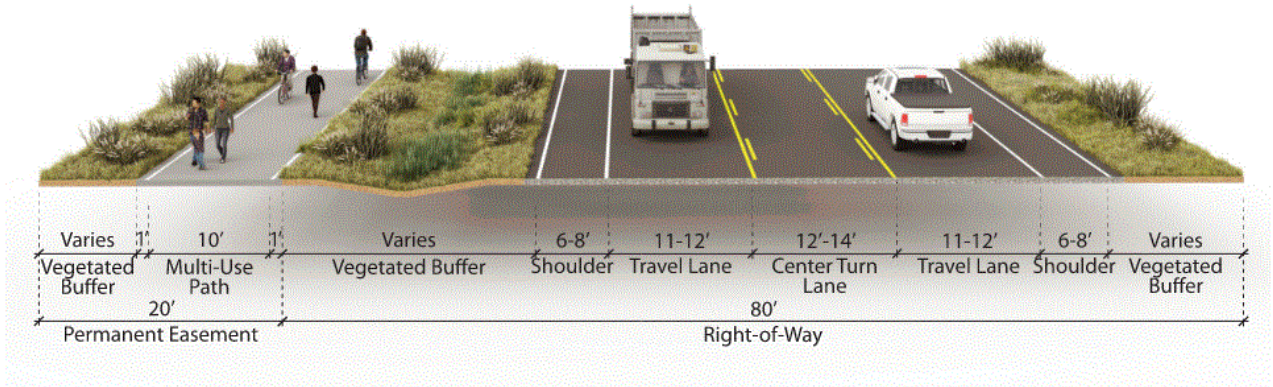 Varies 1' 10' 1' Varies 6-8' 11-12' 12'-14' 11-12' 6-8' Varies
Vegetated Buffer
Multi-Use Path
Vegetated Buffer
Shoulder
Travel Lane
Center Turn Lane
Travel Lane
Shoulder
Vegetated Buffer
20' 80'
Permanent Easement Right-of-Way